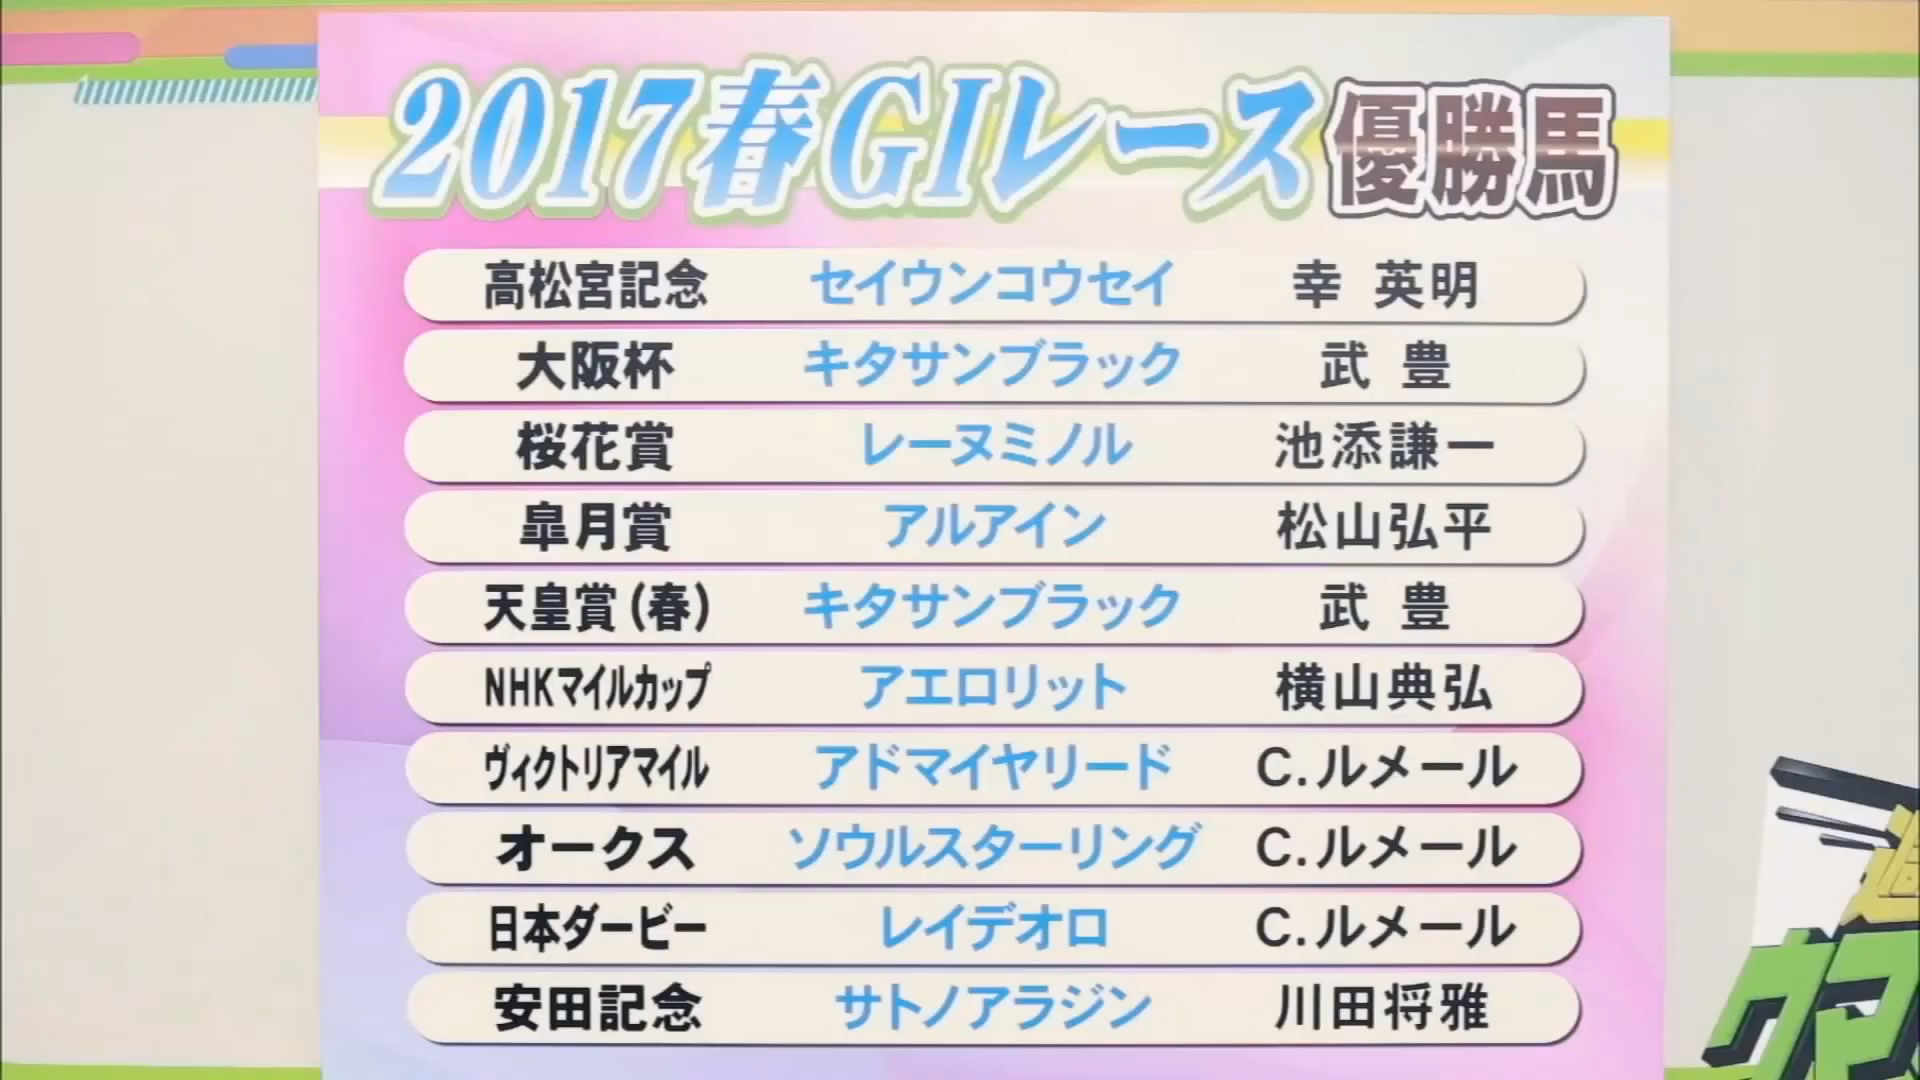 2017春GIレース優勝馬
高松宮記念 セイウンコウセイ 幸 英明
大阪杯 キタサンブラック 武 豊
桜花賞 レーヌミノル 池添謙一
皐月賞 アルアイン 松山弘平
天皇賞(春) キタサンブラック 武 豊
NHKマイルカップ アエロリット 横山典弘
ヴィクトリアマイル アドマイヤリード C.ルメール
オークス ソウルスターリング C.ルメール
日本ダービー レイデオロ C.ルメール
安田記念 サトノアラジン 川田将雅
ウマ